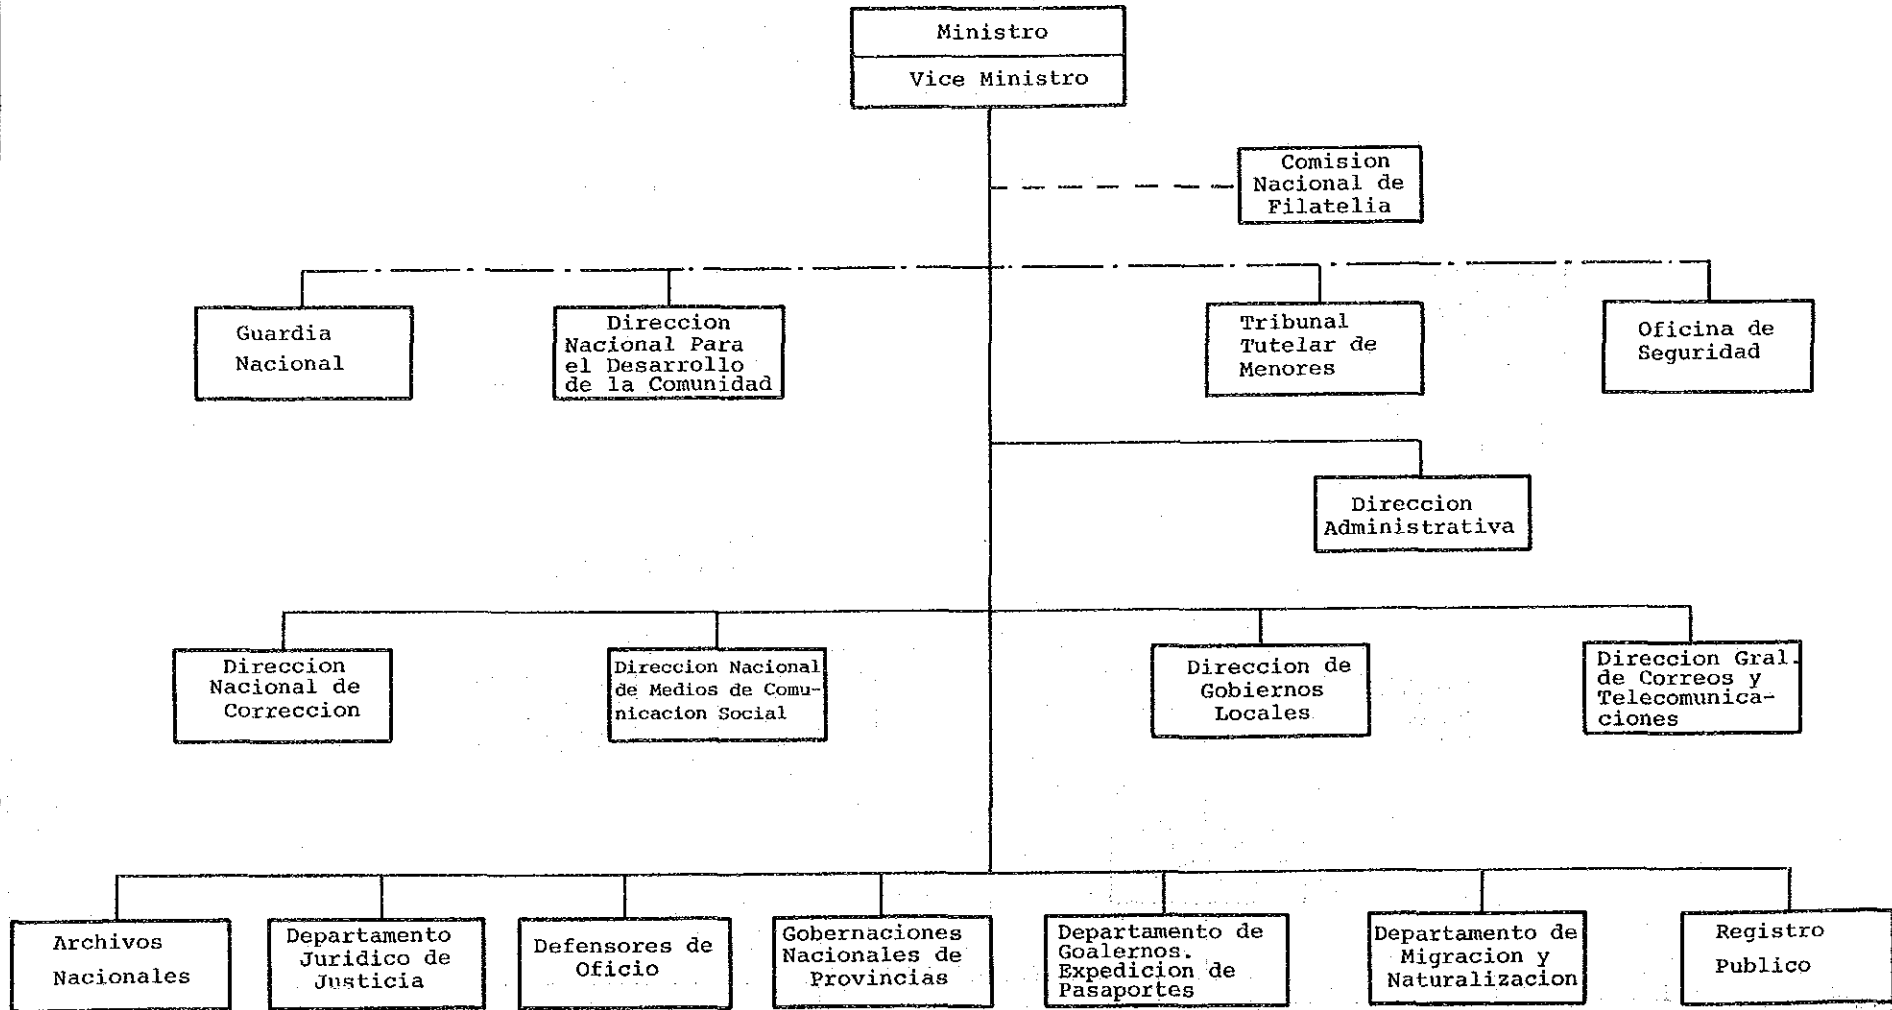 Ministro
Vice Ministro
Comision
Nacional de
Filatelia
Guardia
Nacional
Direccion
Nacional Para
el Desarrollo
de la Comunidad
Tribunal
Tutelar de
Menores
Oficina de
Seguridad
Direccion
Administrativa
Direccion
Nacional de
Correccion
Direccion Nacional
de Medios de Comu-
nicacion Social
Direccion de
Gobiernos
Locales
Direccion Gral.
de Correos y
Telecomunica-
ciones
Archivos
Nacionales
Departamento
Juridico de
Justicia
Defensores de
Oficio
Gobernaciones
Nacionales de
Provincias
Departamento de
Goalernos.
Expedicion de
Pasaportes
Departamento de
Migracion y
Naturalizacion
Registro
Publico